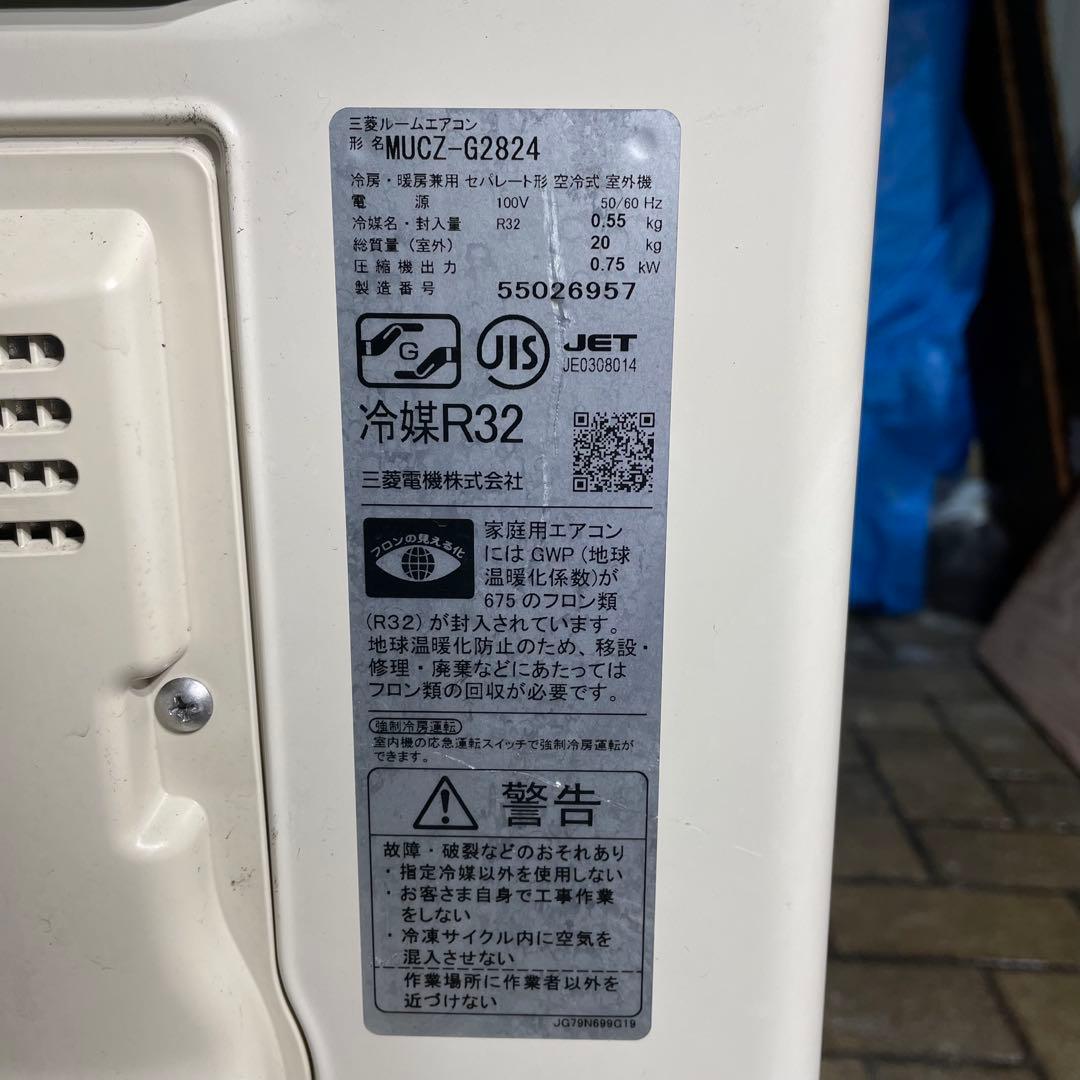 三菱ルームエアコン
形名 MUCZ-G2824
冷房・暖房兼用 セパレート形 空冷式 室外機
電源 100V 50/60 Hz
冷媒名・封入量 R32 0.55 kg
総質量(室外) 20 kg
圧縮機出力 0.75 kW
製造番号 55026957
G
JIS
JET
JE0308014
冷媒R32
三菱電機株式会社
フロンの見える化
家庭用エアコン
にはGWP(地球
温暖化係数)が
675のフロン類
(R32)が封入されています。
地球温暖化防止のため、移設・
修理・廃棄などにあたっては
フロン類の回収が必要です。
強制冷房運転
室内機の応急運転スイッチで強制冷房運転が
できます。
警告
故障・破裂などのおそれあり
・指定冷媒以外を使用しない
・お客さま自身で工事作業
をしない
・冷凍サイクル内に空気を
混入させない
作業場所に作業者以外を
近づけない
JG79N699G19